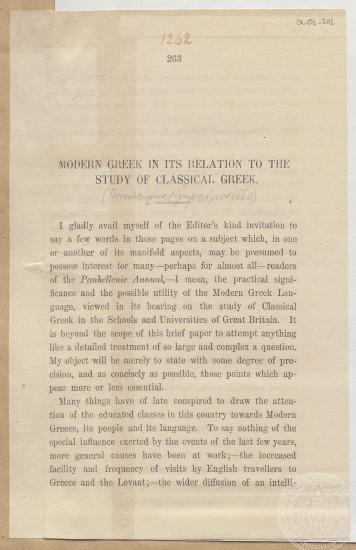 1262
263
MODERN GREEK IN ITS RELATION TO THE
STUDY OF CLASSICAL GREEK.
I gladly avail myself of the Editor's kind invitation to
say a few words in these pages on a subject which, in one
or another of its manifold aspects, may be presumed to
possess interest for many—perhaps for almost all—readers
of the Panhellenic Annual,—I mean, the practical signi-
ficance and the possible utility of the Modern Greek Lan-
guage, viewed in its bearing on the study of Classical
Greek in the Schools and Universities of Great Britain. It
is beyond the scope of this brief paper to attempt anything
like a detailed treatment of so large and complex a question.
My object will be merely to state with some degree of pre-
cision, and as concisely as possible, those points which ap-
pear more or less essential.
Many things have of late conspired to draw the atten-
tion of the educated classes in this country towards Modern
Greece, its people and its language. To say nothing of the
special influence exerted by the events of the last few years,
more general causes have been at work;—the increased
facility and frequency of visits by English travellers to
Greece and the Levant;—the wider diffusion of an intelli-